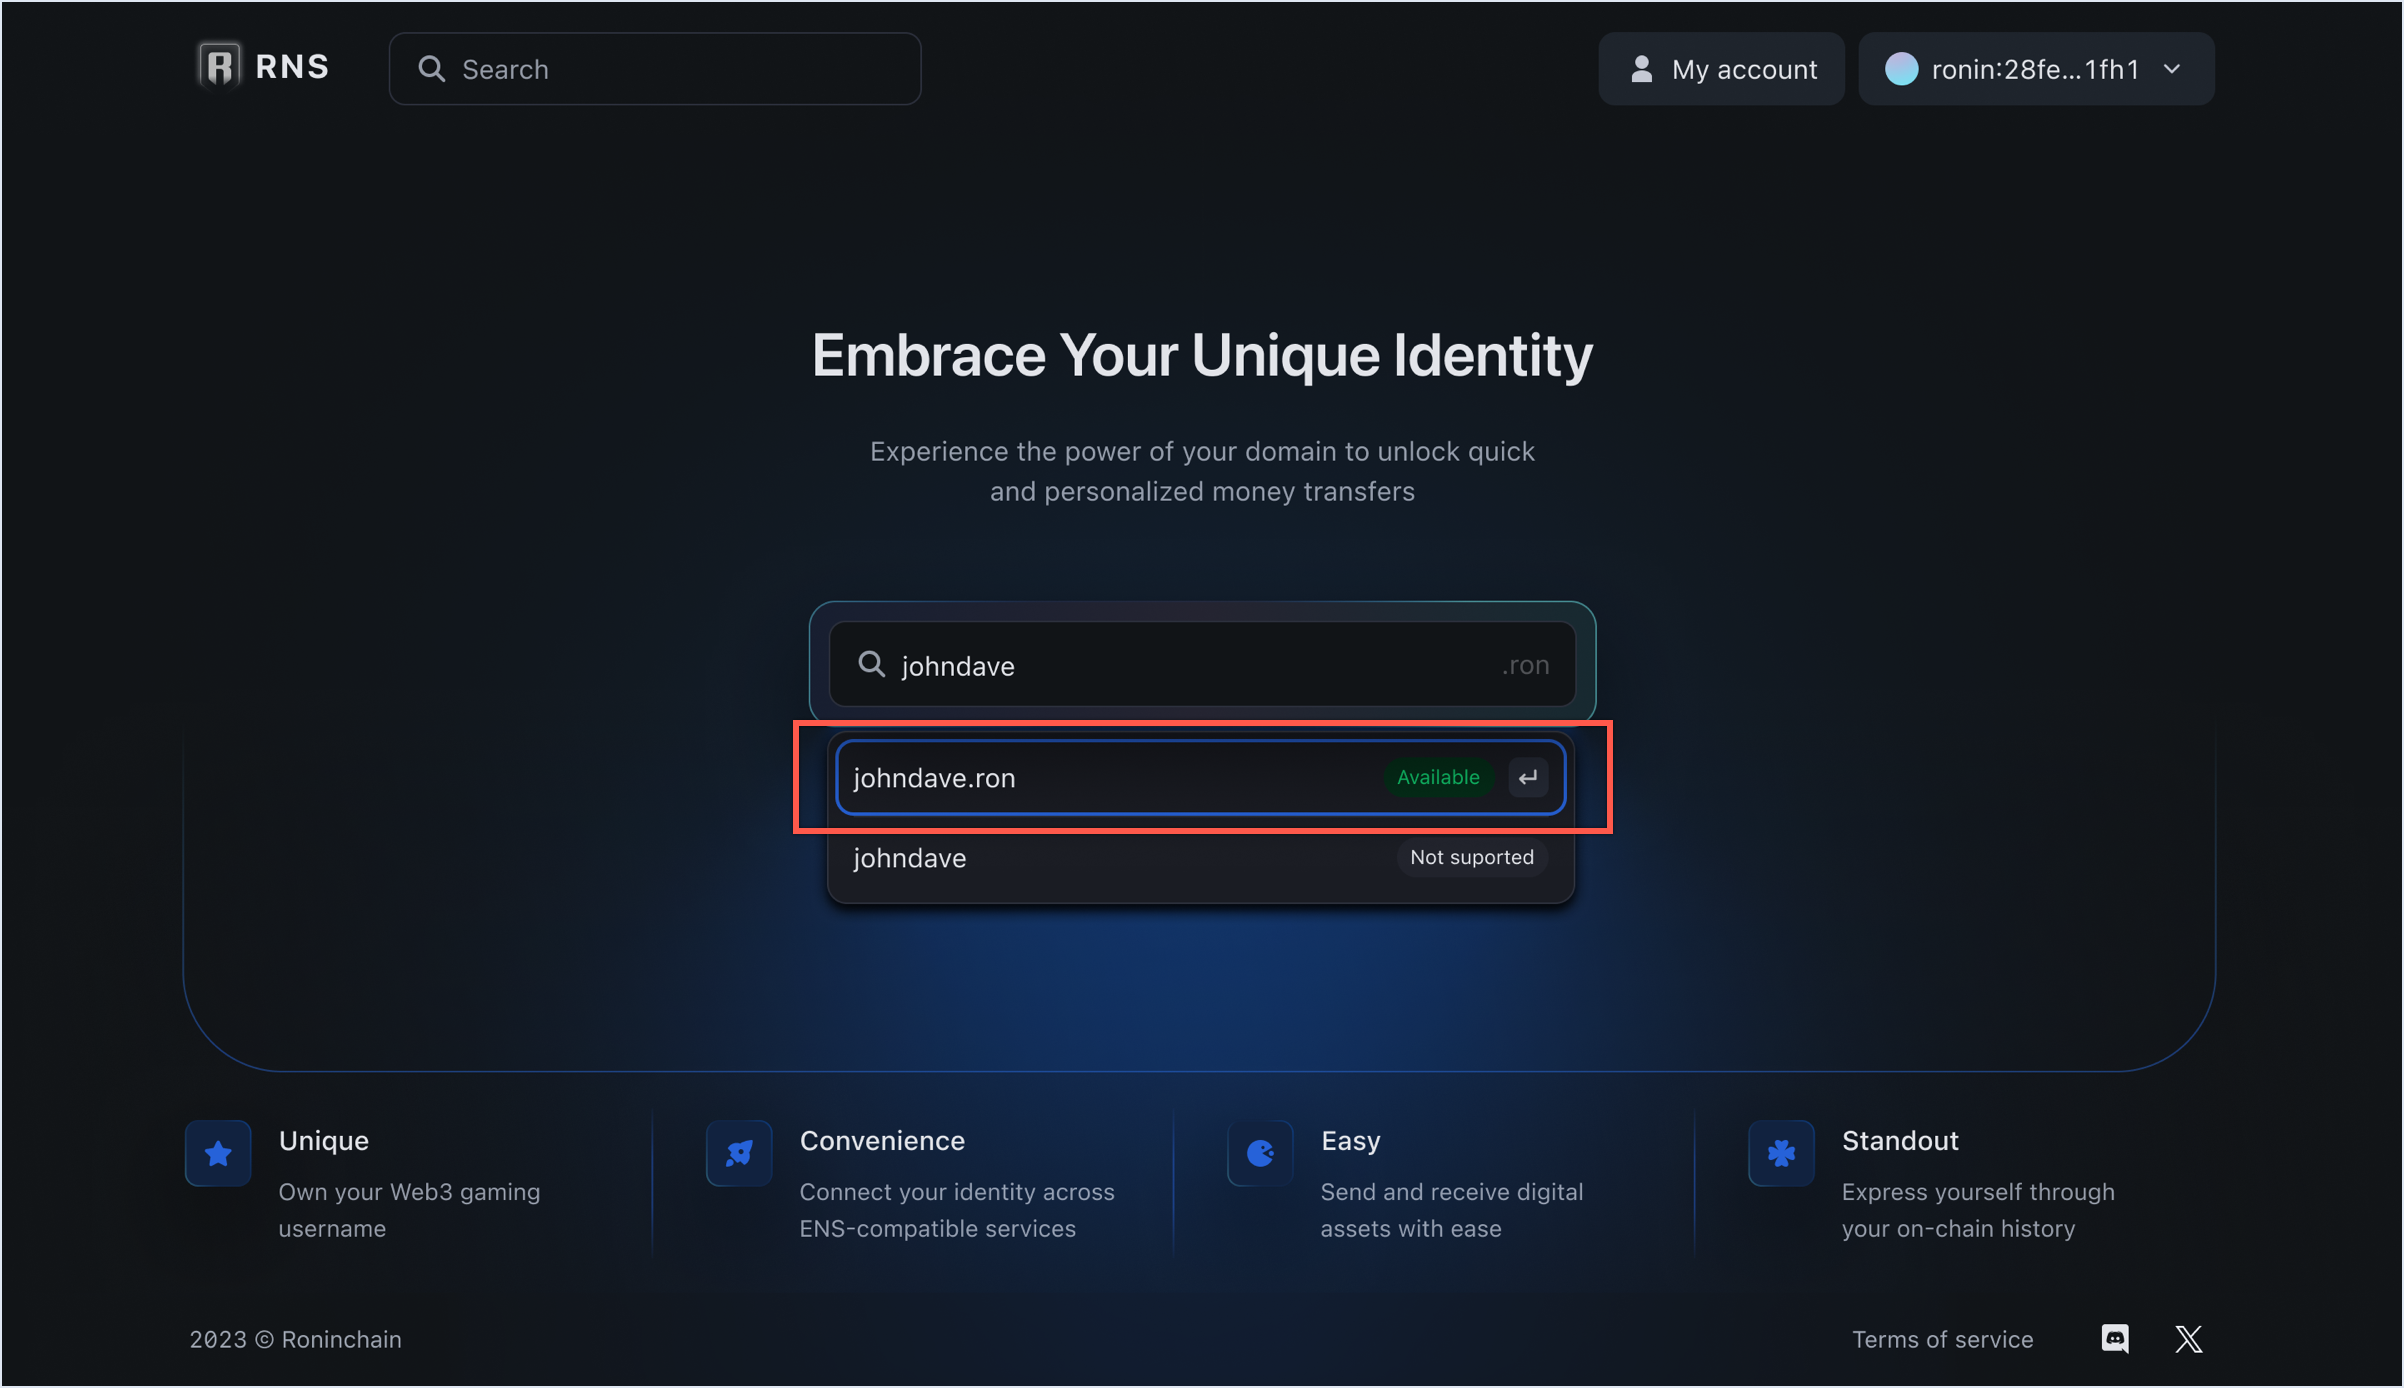 RNS
Search
My account
ronin:28fe...1fh1
Embrace Your Unique Identity
Experience the power of your domain to unlock quick
and personalized money transfers
johndave
.ron
johndave.ron
Available
johndave
Not suported
Unique
Own your Web3 gaming
username
Convenience
Connect your identity across
ENS-compatible services
Easy
Send and receive digital
assets with ease
Standout
Express yourself through
your on-chain history
2023 © Roninchain
Terms of service